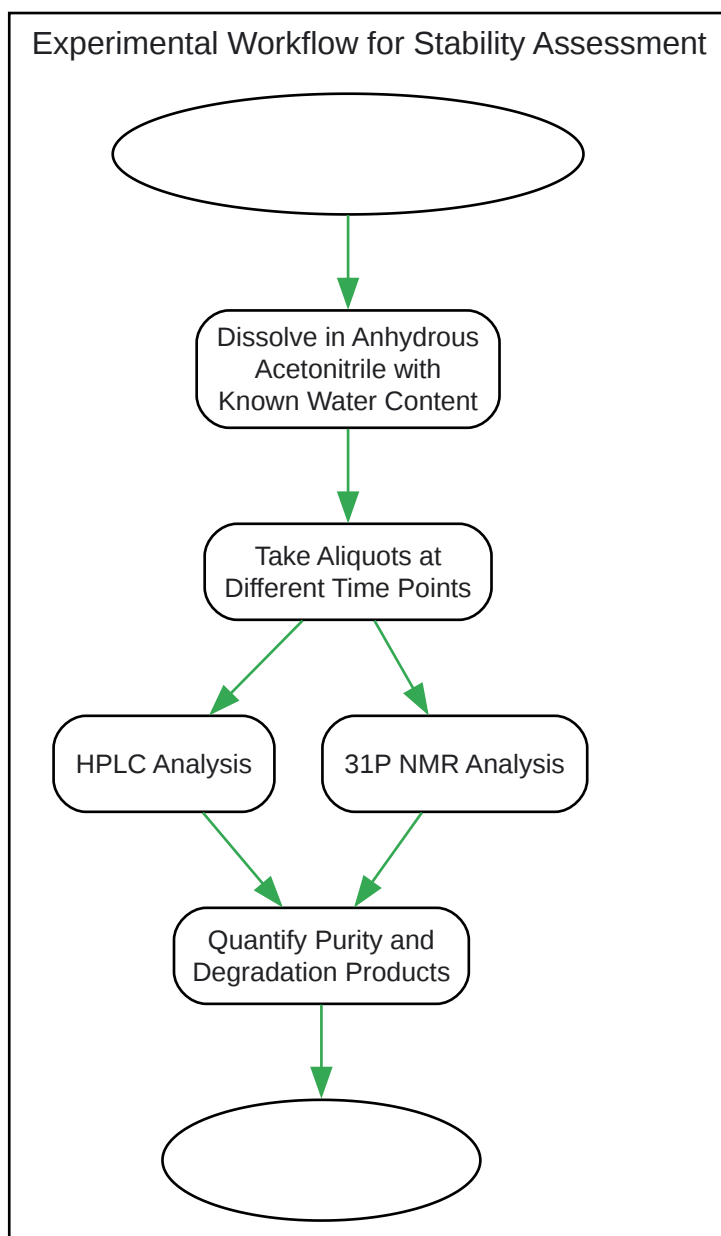 Experimental Workflow for Stability Assessment
Dissolve in Anhydrous
Acetonitrile with
Known Water Content
Take Aliquots at
Different Time Points
HPLC Analysis
31P NMR Analysis
Quantify Purity and
Degradation Products